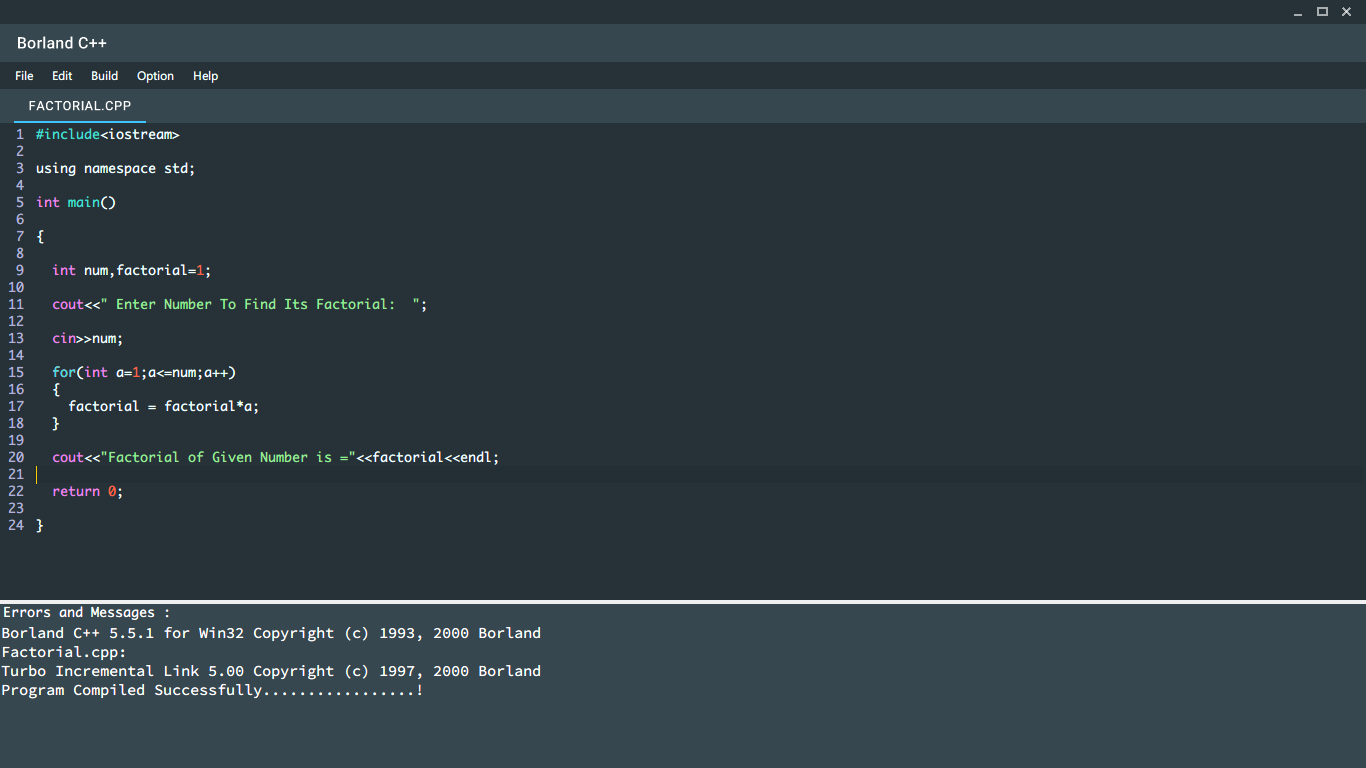 Borland C++
File Edit Build Option Help
FACTORIAL.CPP
1 #include<iostream>
2
3 using namespace std;
4
5 int main()
6
7 {
8
9   int num,factorial=1;
10
11   cout<<" Enter Number To Find Its Factorial:  ";
12
13   cin>>num;
14
15   for(int a=1;a<=num;a++)
16   {
17     factorial = factorial*a;
18   }
19
20   cout<<"Factorial of Given Number is ="<<factorial<<endl;
21
22   return 0;
23
24 }
Errors and Messages :
Borland C++ 5.5.1 for Win32 Copyright (c) 1993, 2000 Borland
Factorial.cpp:
Turbo Incremental Link 5.00 Copyright (c) 1997, 2000 Borland
Program Compiled Successfully.................!